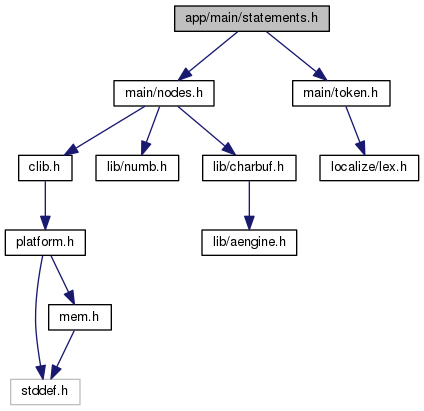 app/main/statements.h
main/nodes.h
main/token.h
clib.h
lib/numb.h
lib/charbuf.h
localize/lex.h
platform.h
lib/aengine.h
mem.h
stddef.h